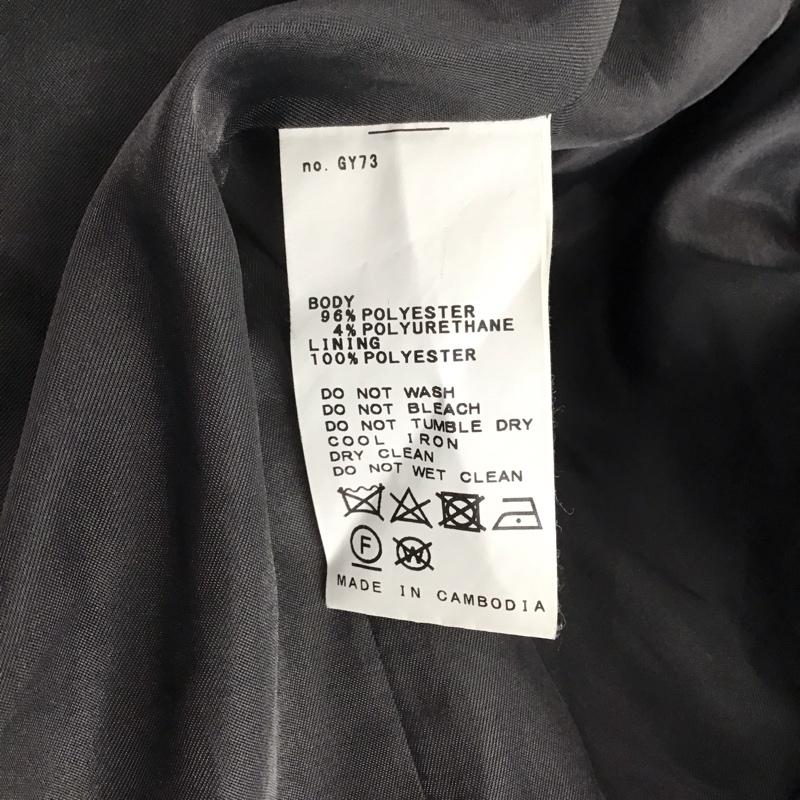 no. GY73
BODY
96% POLYESTER
4% POLYURETHANE
LINING
100% POLYESTER
DO NOT WASH
DO NOT BLEACH
DO NOT TUMBLE DRY
COOL IRON
DRY CLEAN
DO NOT WET CLEAN
F W
MADE IN CAMBODIA